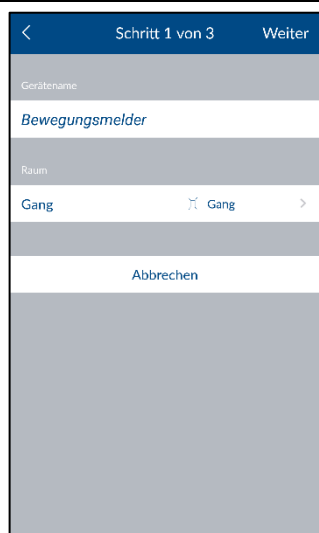 Schritt 1 von 3 Weiter
Gerätename
Bewegungsmelder
Raum
Gang Gang
Abbrechen